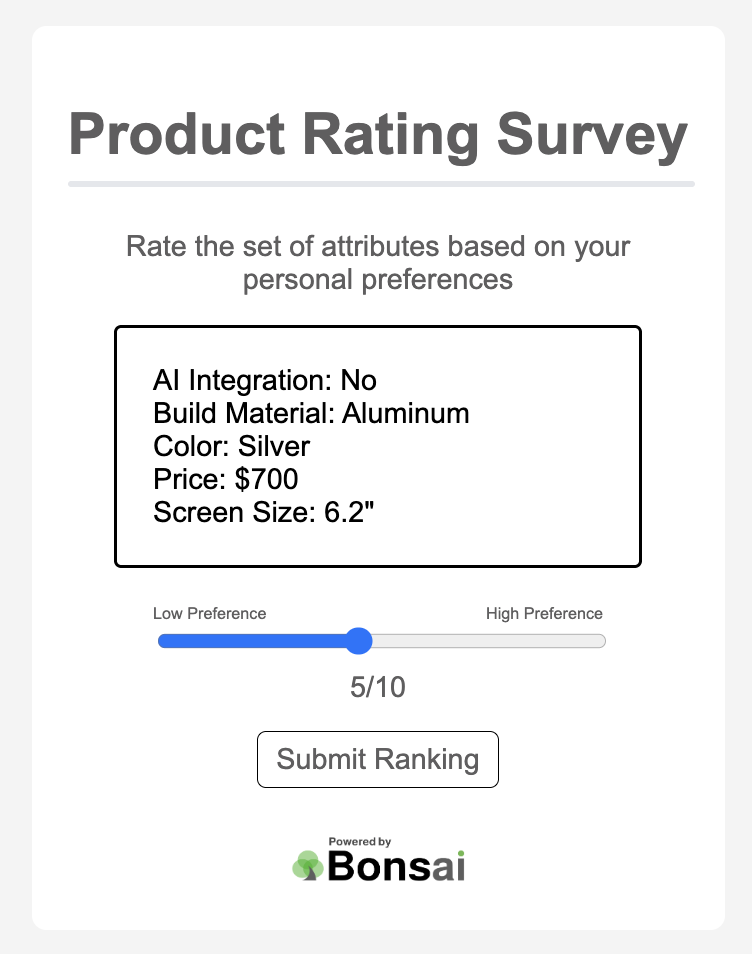 Product Rating Survey
Rate the set of attributes based on your
personal preferences
AI Integration: No
Build Material: Aluminum
Color: Silver
Price: $700
Screen Size: 6.2"
Low Preference High Preference
5/10
Submit Ranking
Powered by
Bonsai